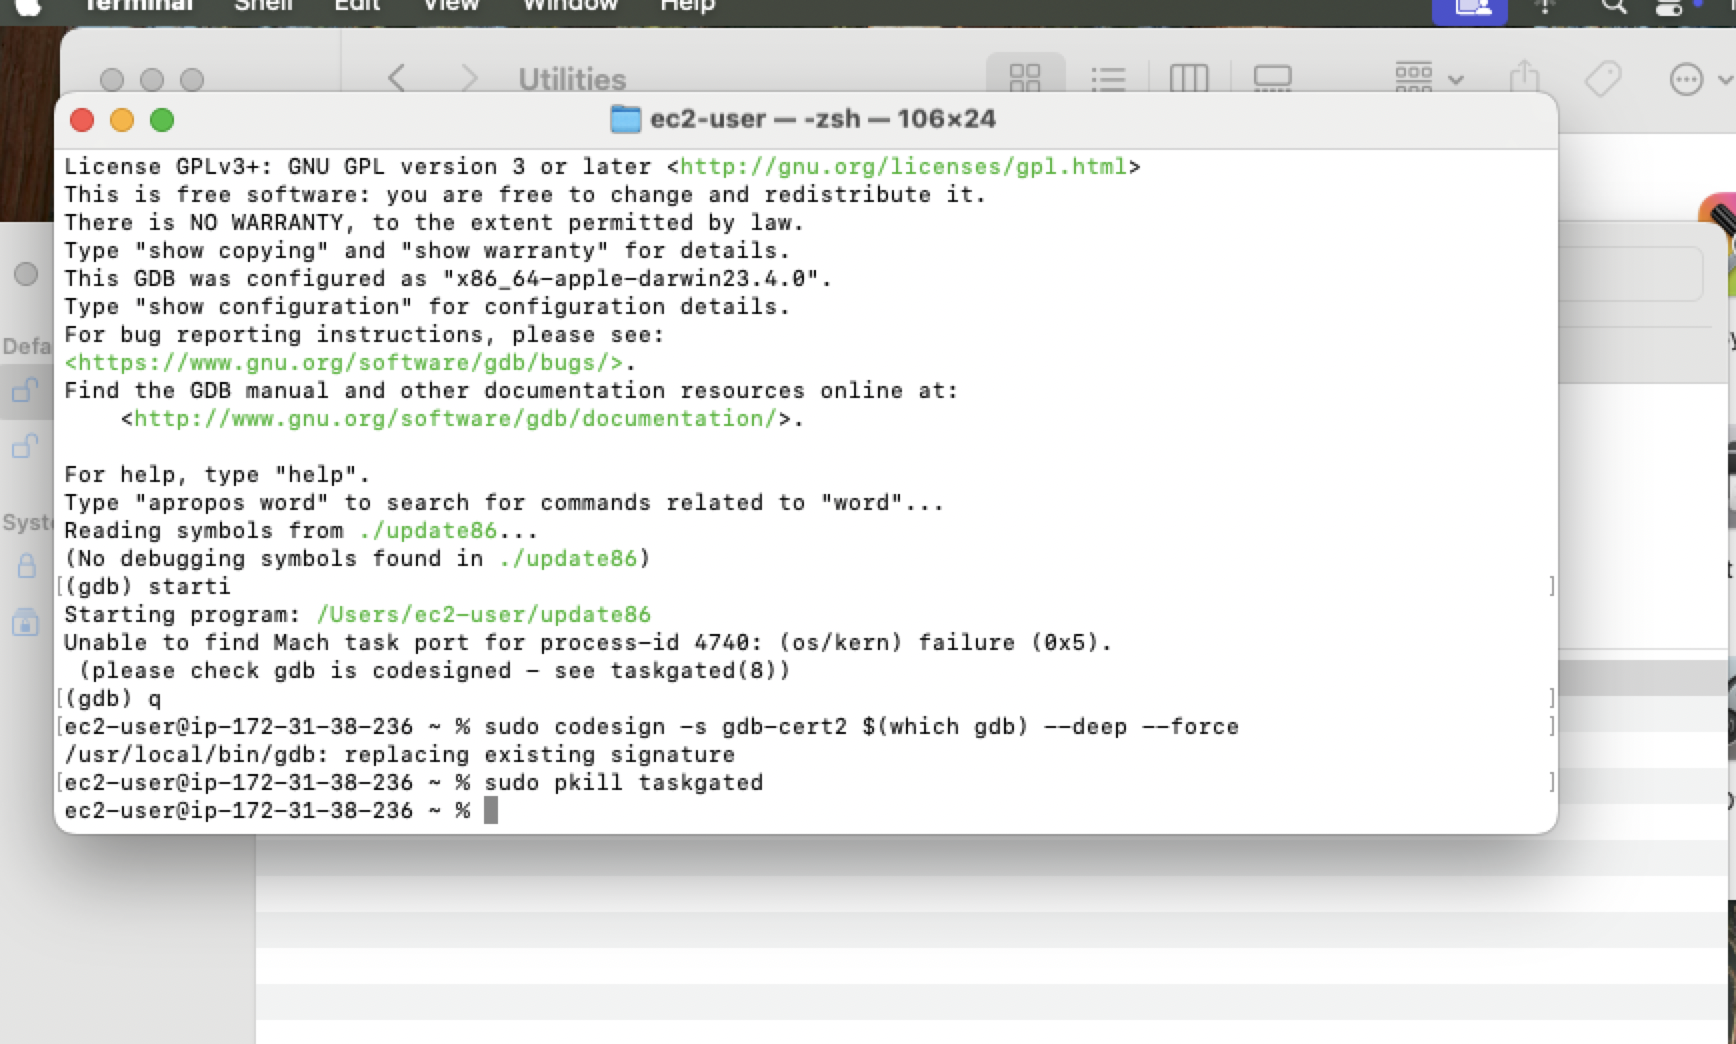 Terminal Shell Edit View Window Help
Utilities
ec2-user — -zsh — 106×24
License GPLv3+: GNU GPL version 3 or later <http://gnu.org/licenses/gpl.html>
This is free software: you are free to change and redistribute it.
There is NO WARRANTY, to the extent permitted by law.
Type "show copying" and "show warranty" for details.
This GDB was configured as "x86_64-apple-darwin23.4.0".
Type "show configuration" for configuration details.
For bug reporting instructions, please see:
<https://www.gnu.org/software/gdb/bugs/>.
Find the GDB manual and other documentation resources online at:
    <http://www.gnu.org/software/gdb/documentation/>.
For help, type "help".
Type "apropos word" to search for commands related to "word"...
Reading symbols from ./update86...
(No debugging symbols found in ./update86)
[(gdb) starti ]
Starting program: /Users/ec2-user/update86
Unable to find Mach task port for process-id 4740: (os/kern) failure (0x5).
 (please check gdb is codesigned - see taskgated(8))
[(gdb) q ]
[ec2-user@ip-172-31-38-236 ~ % sudo codesign -s gdb-cert2 $(which gdb) --deep --force ]
/usr/local/bin/gdb: replacing existing signature
[ec2-user@ip-172-31-38-236 ~ % sudo pkill taskgated ]
ec2-user@ip-172-31-38-236 ~ %
Defa
Syst